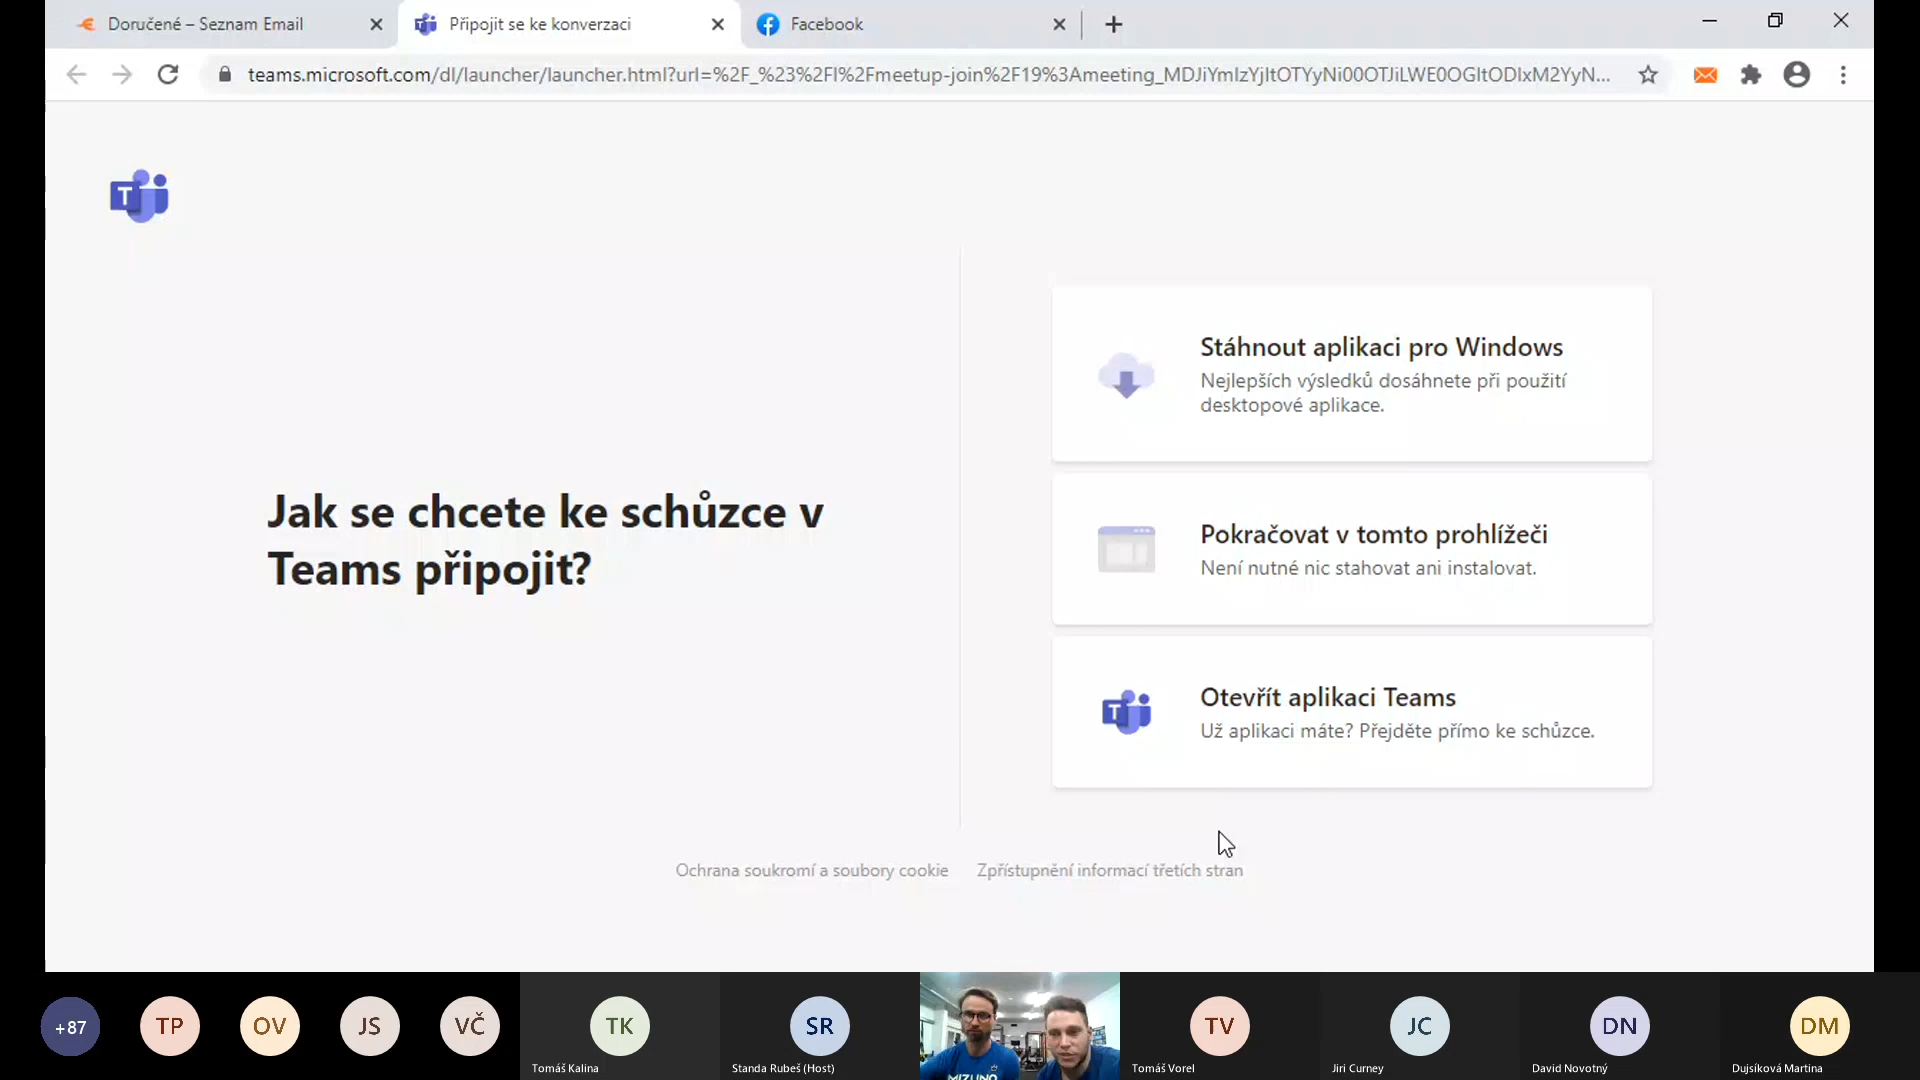 Doručené – Seznam Email
Připojit se ke konverzaci
Facebook
teams.microsoft.com/dl/launcher/launcher.html?url=%2F_%23%2Fl%2Fmeetup-join%2F19%3Ameeting_MDJiYmIzYjltOTYyNi00OTJiLWE0OGItODIxM2YyN...
T
Jak se chcete ke schůzce v
Teams připojit?
Stáhnout aplikaci pro Windows
Nejlepších výsledků dosáhnete při použití
desktopové aplikace.
Pokračovat v tomto prohlížeči
Není nutné nic stahovat ani instalovat.
T
Otevřít aplikaci Teams
Už aplikaci máte? Přejděte přímo ke schůzce.
Ochrana soukromí a soubory cookie
Zpřístupnění informací třetích stran
+87
TP
OV
JS
VČ
TK
Tomáš Kalina
SR
Standa Rubeš (Host)
MIZUNO
TV
Tomáš Vorel
JC
Jiri Curney
DN
David Novotný
DM
Dujsíková Martina